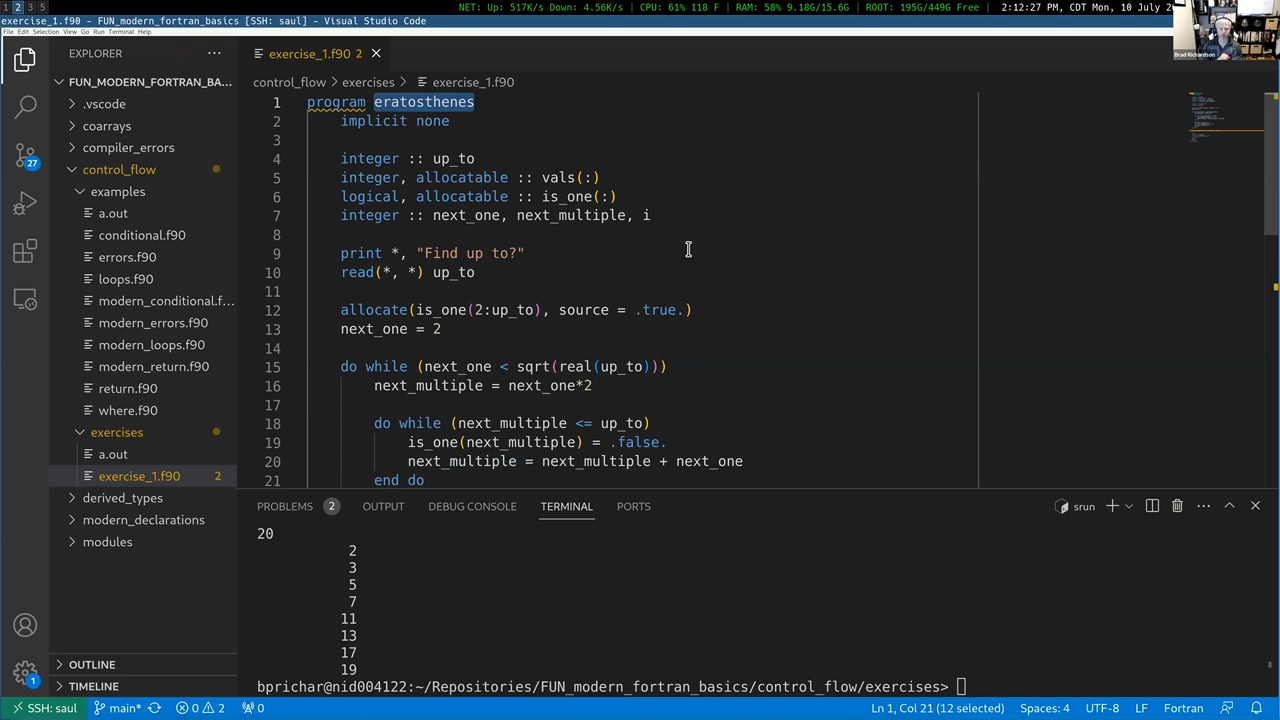 1 2 3 5
NET: Up: 517K/s Down: 4.56K/s | CPU: 61% 118 F | RAM: 58% 9.18G/15.6G | ROOT: 195G/449G Free | 2:12:27 PM, CDT Mon, 10 July 20
exercise_1.f90 - FUN_modern_fortran_basics [SSH: saul] - Visual Studio Code
File Edit Selection View Go Run Terminal Help
Brad Richardson
EXPLORER ···
exercise_1.f90 2
FUN_MODERN_FORTRAN_BA...
control_flow > exercises > exercise_1.f90
.vscode
coarrays
compiler_errors
control_flow
examples
a.out
conditional.f90
errors.f90
loops.f90
modern_conditional.f...
modern_errors.f90
modern_loops.f90
modern_return.f90
return.f90
where.f90
exercises
a.out
exercise_1.f90 2
derived_types
modern_declarations
modules
OUTLINE
TIMELINE
27
1
1 program eratosthenes
2 implicit none
3
4 integer :: up_to
5 integer, allocatable :: vals(:)
6 logical, allocatable :: is_one(:)
7 integer :: next_one, next_multiple, i
8
9 print *, "Find up to?"
10 read(*, *) up_to
11
12 allocate(is_one(2:up_to), source = .true.)
13 next_one = 2
14
15 do while (next_one < sqrt(real(up_to)))
16 next_multiple = next_one*2
17
18 do while (next_multiple <= up_to)
19 is_one(next_multiple) = .false.
20 next_multiple = next_multiple + next_one
21 end do
PROBLEMS 2 OUTPUT DEBUG CONSOLE TERMINAL PORTS
srun
20
2
3
5
7
11
13
17
19
bprichar@nid004122:~/Repositories/FUN_modern_fortran_basics/control_flow/exercises>
SSH: saul main* 0 2 0
Ln 1, Col 21 (12 selected) Spaces: 4 UTF-8 LF Fortran